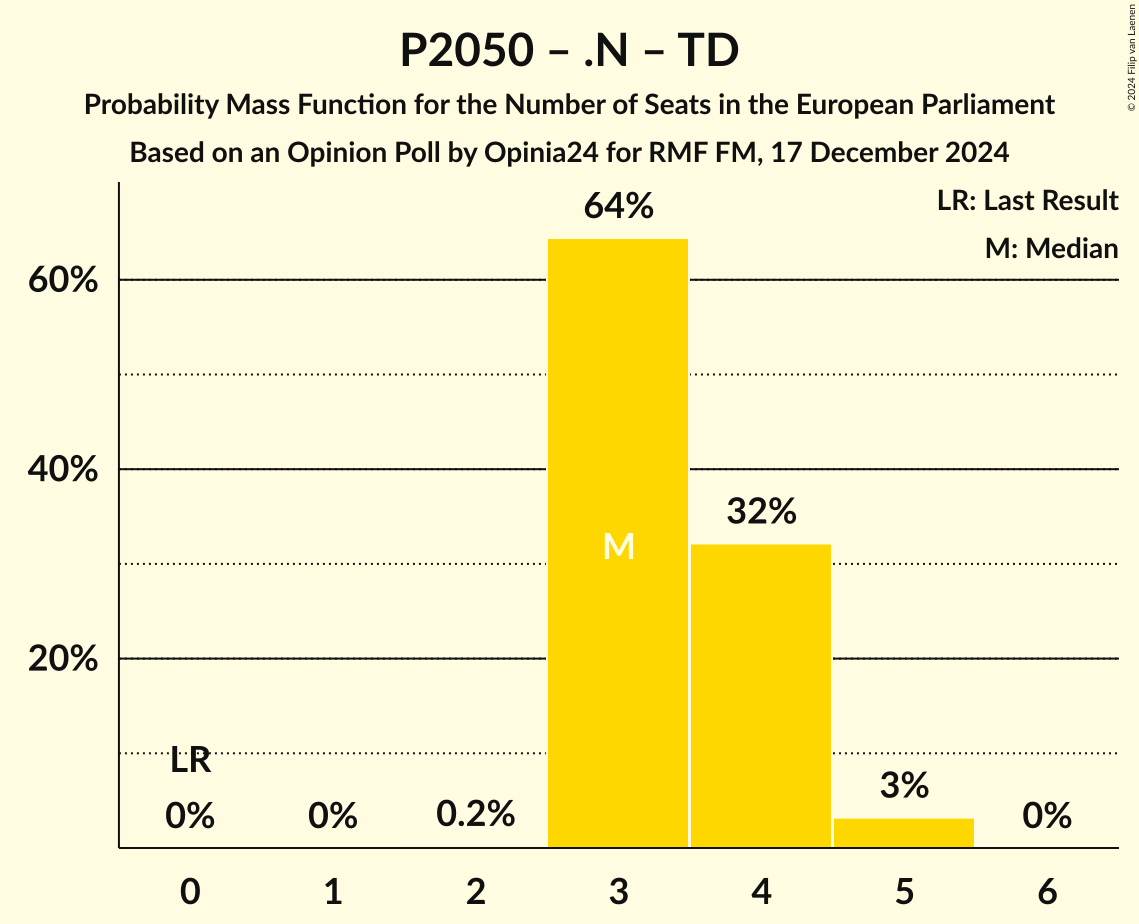 P2050 – .N – TD
Probability Mass Function for the Number of Seats in the European Parliament
Based on an Opinion Poll by Opinia24 for RMF FM, 17 December 2024
© 2024 Filip van Laenen
LR: Last Result
M: Median
64%
60%
40%
32%
M
20%
LR
0%
0%
0.2%
3%
0%
0
1
2
3
4
5
6